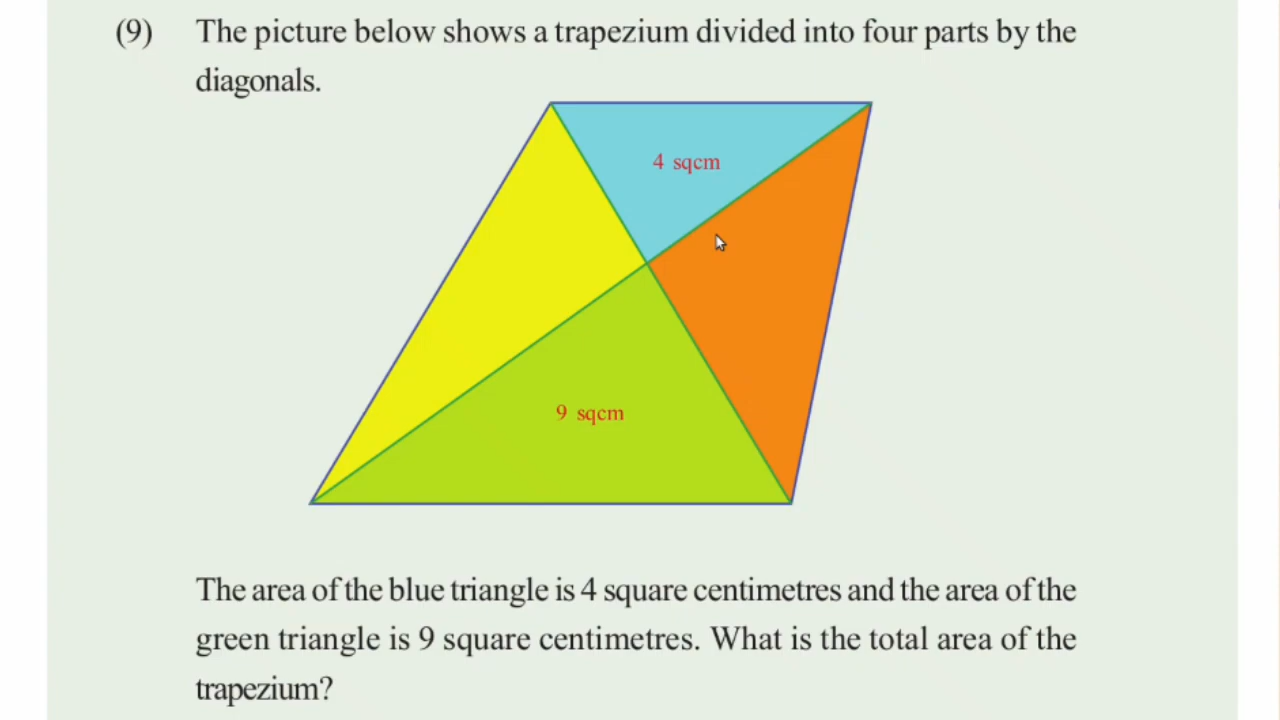 (9) The picture below shows a trapezium divided into four parts by the
diagonals.
4 sqcm
9 sqcm
The area of the blue triangle is 4 square centimetres and the area of the
green triangle is 9 square centimetres. What is the total area of the
trapezium?